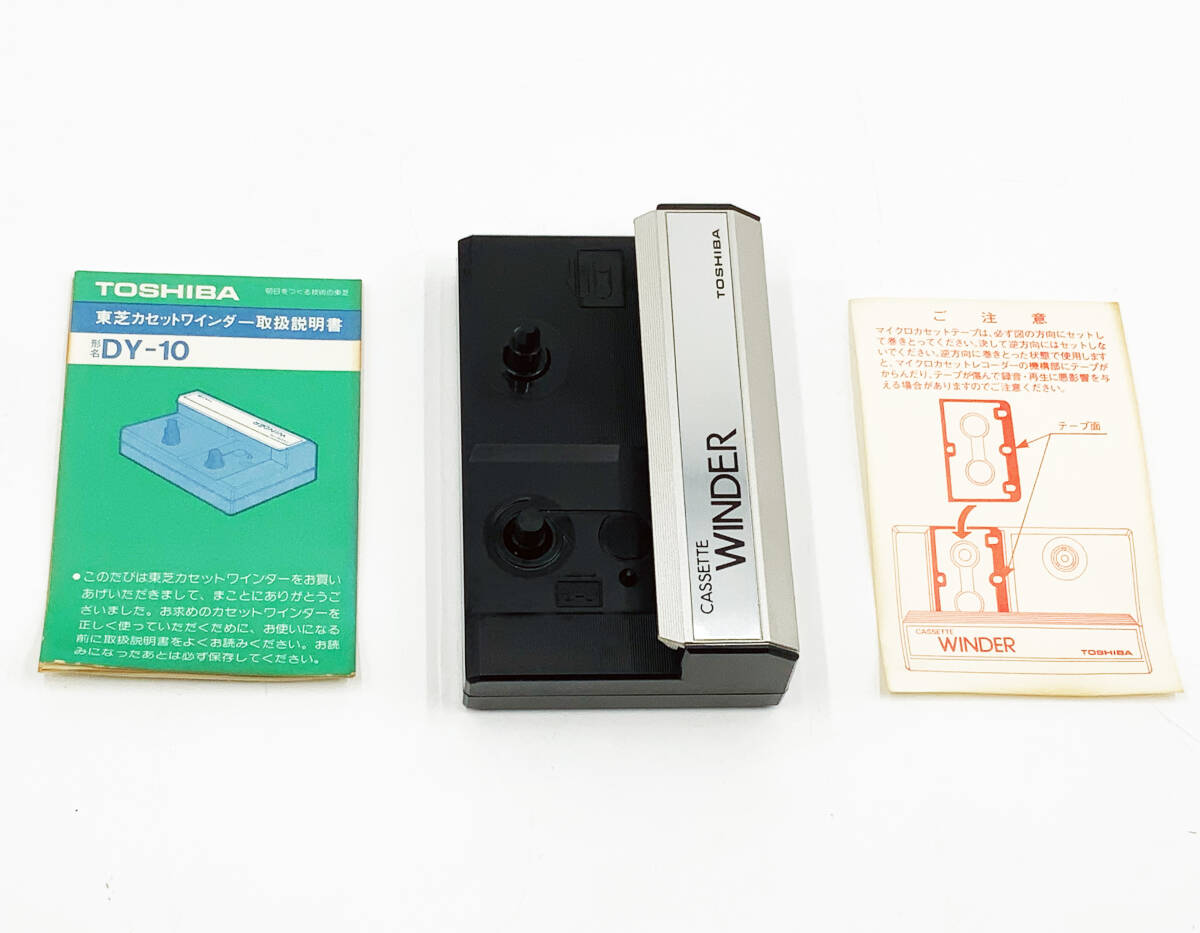 TOSHIBA 明日をつくる技術の東芝
東芝カセットワインダー取扱説明書
形名 DY-10
WINDER
●このたびは東芝カセットワインダーをお買い
あげいただきまして、まことにありがとうご
ざいました。お求めのカセットワインダーを
正しく使っていただくために、お使いになる
前に取扱説明書をよくお読みください。お読
みになったあとは必ず保存してください。
CASSETTE
WINDER
TOSHIBA
ご注意
マイクロカセットテープは、必ず図の方向にセットし
て巻きとってください。決して逆方向にはセットしな
いでください。逆方向に巻きとった状態で使用します
と、マイクロカセットレコーダーの機構部にテープが
からんだり、テープが傷んで録音・再生に悪影響を与
える場合がありますのでご注意ください。
テープ面
CASSETTE
WINDER
TOSHIBA